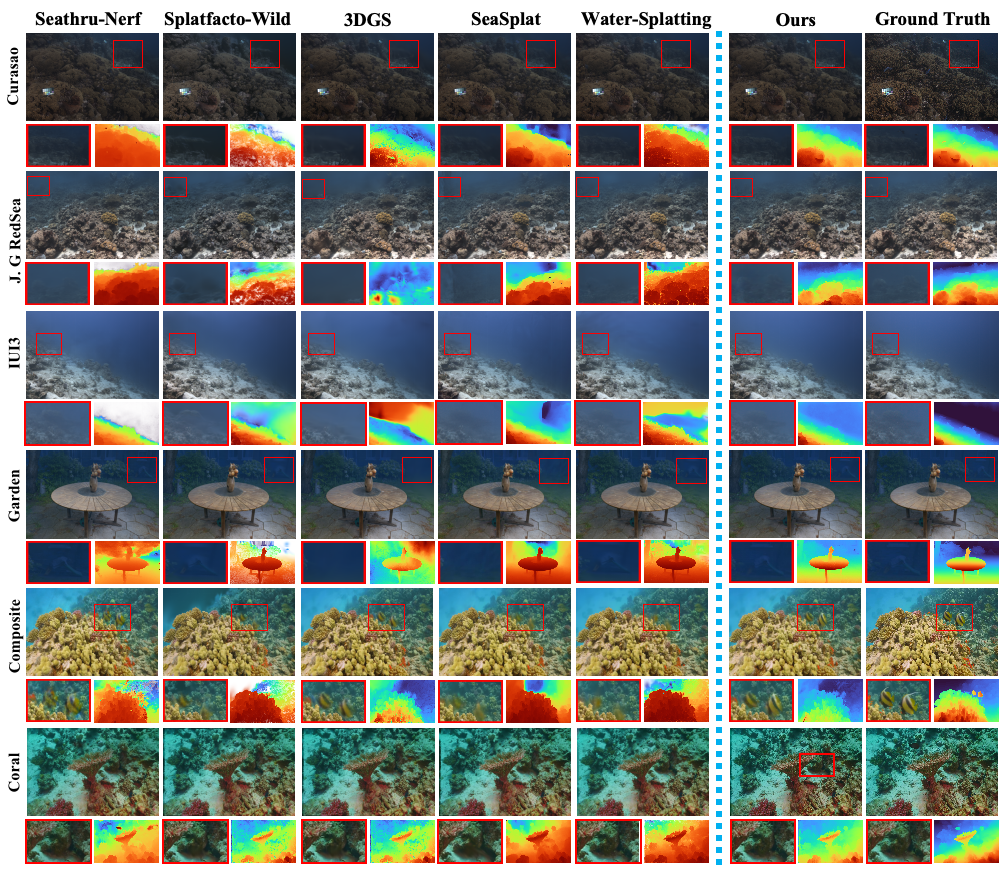 Seathru-Nerf Splatfacto-Wild 3DGS SeaSplat Water-Splatting Ours Ground Truth
Curasao
J. G RedSea
IUI3
Garden
Composite
Coral